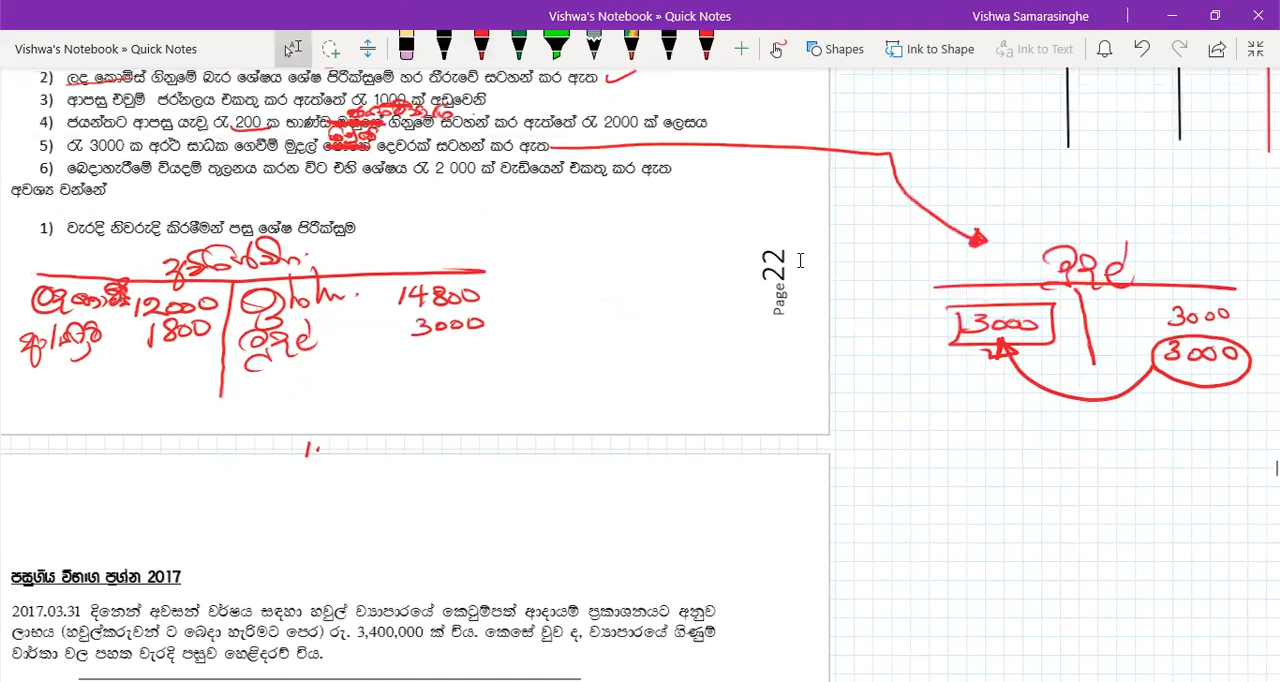 Vishwa's Notebook » Quick Notes
Vishwa Samarasinghe
Vishwa's Notebook » Quick Notes
Shapes
Ink to Shape
Ink to Text
2) ලද කොමිස් ගිනුමේ බැර ශේෂය ශේෂ පිරික්සුමේ හර තීරුවේ සටහන් කර ඇත
3) ආපසු එවුම් ජර්නලය එකතු කර ඇත්තේ රැ 1000 ක් අඩුවෙනි
4) ජයන්තට ආපසු යැවූ රැ 200 ක භාණ්ඩ ගිනුමේ සටහන් කර ඇත්තේ රැ 2000 ක් ලෙසය
5) රැ 3000 ක අරථ සාධක ගෙවීම් මුදල් දෙවරක් සටහන් කර ඇත
6) බෙදාහැරීමේ වියදම් තුලනය කරන විට එහි ශේෂය රැ 2 000 ක් වැඩියෙන් එකතු කර ඇත
අවශ්‍ය වන්නේ
1) වැරදි නිවරුදි කිරීමෙන් පසු ශේෂ පිරික්සුම
12000 14800
1800 මුදල් 3000
මුදල්
3000 3000
3000
Page 22
පසුගිය විභාග ප්‍රශ්න 2017
2017.03.31 දිනෙන් අවසන් වර්ෂය සඳහා හවුල් ව්‍යාපාරයේ කෙටුම්පත් ආදායම් ප්‍රකාශනයට අනුව
ලාභය (හවුල්කරුවන් ට බෙදා හැරිමට පෙර) රු. 3,400,000 ක් විය. කෙසේ වුව ද, ව්‍යාපාරයේ ගිණුම්
වාර්තා වල පහත වැරදි පසුව හෙළිදරව් විය.